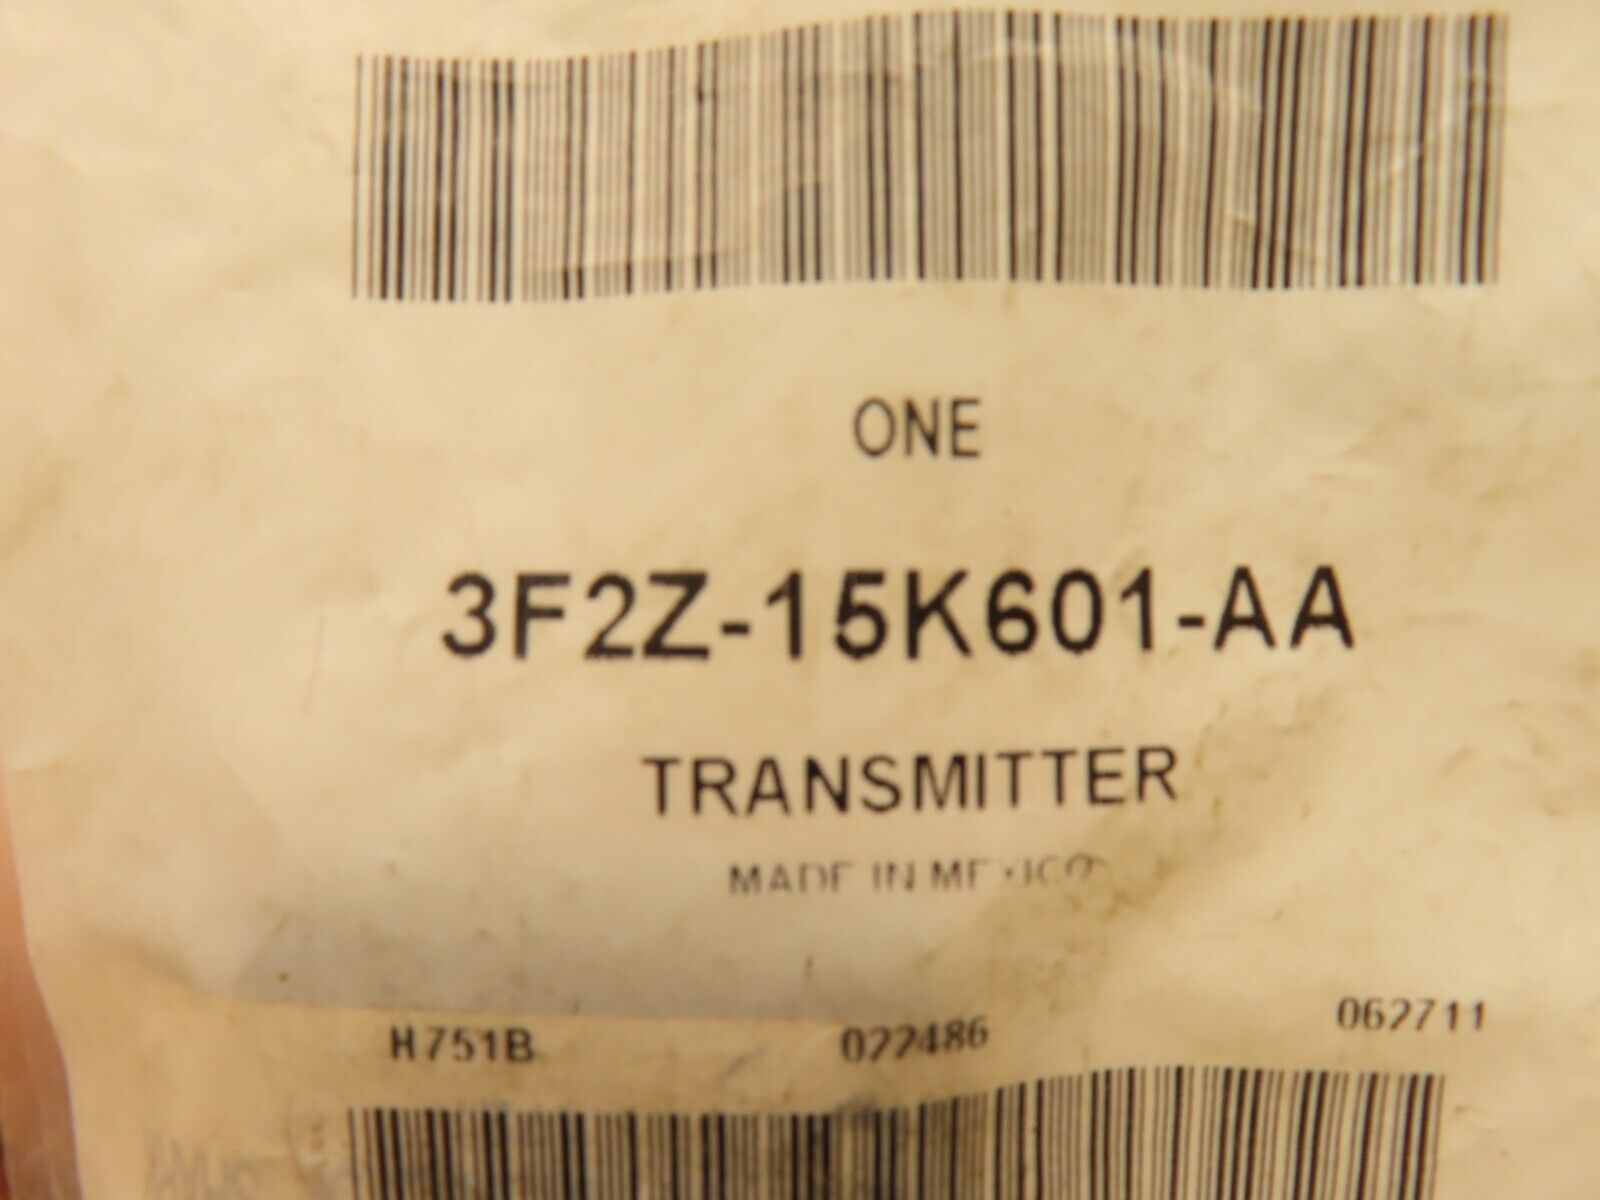 ONE
3F2Z-15K601-AA
TRANSMITTER
MADE IN MEXICO
H751B 022486 062711